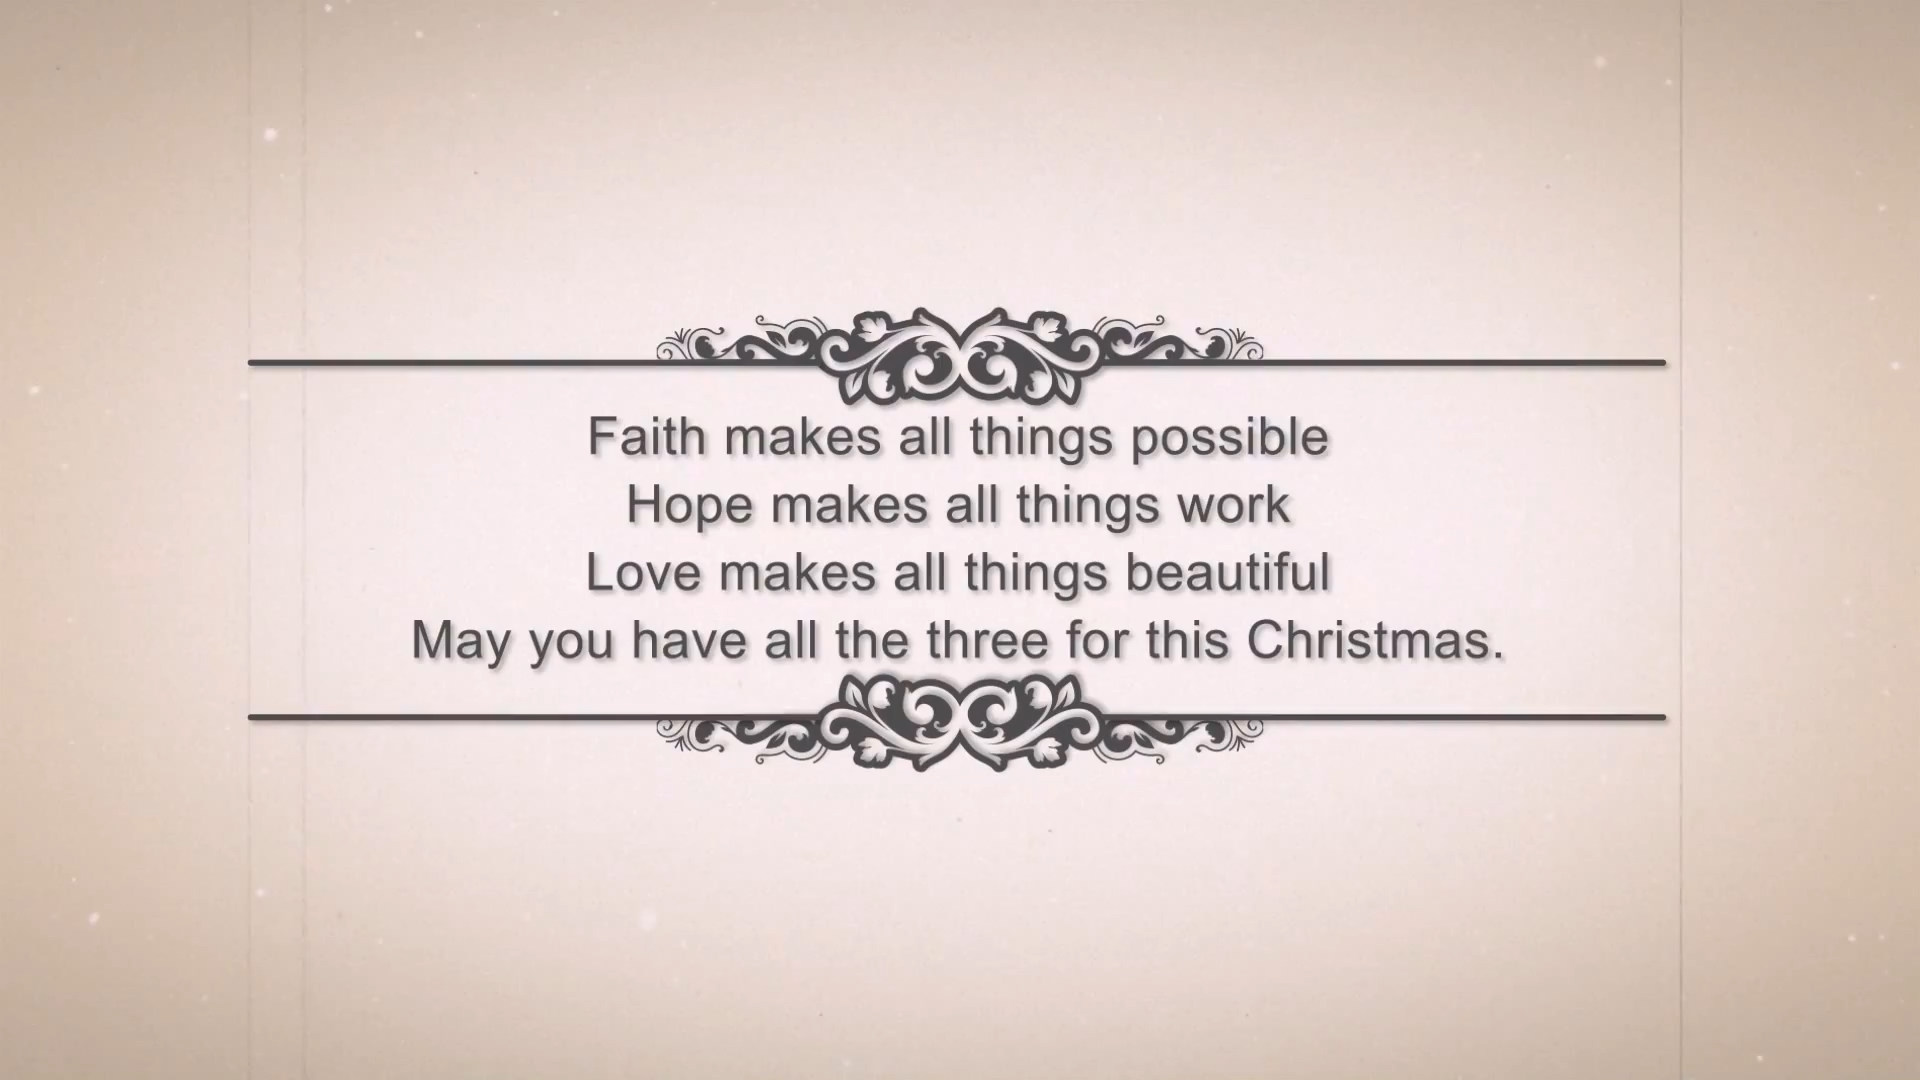 Faith makes all things possible
Hope makes all things work
Love makes all things beautiful
May you have all the three for this Christmas.